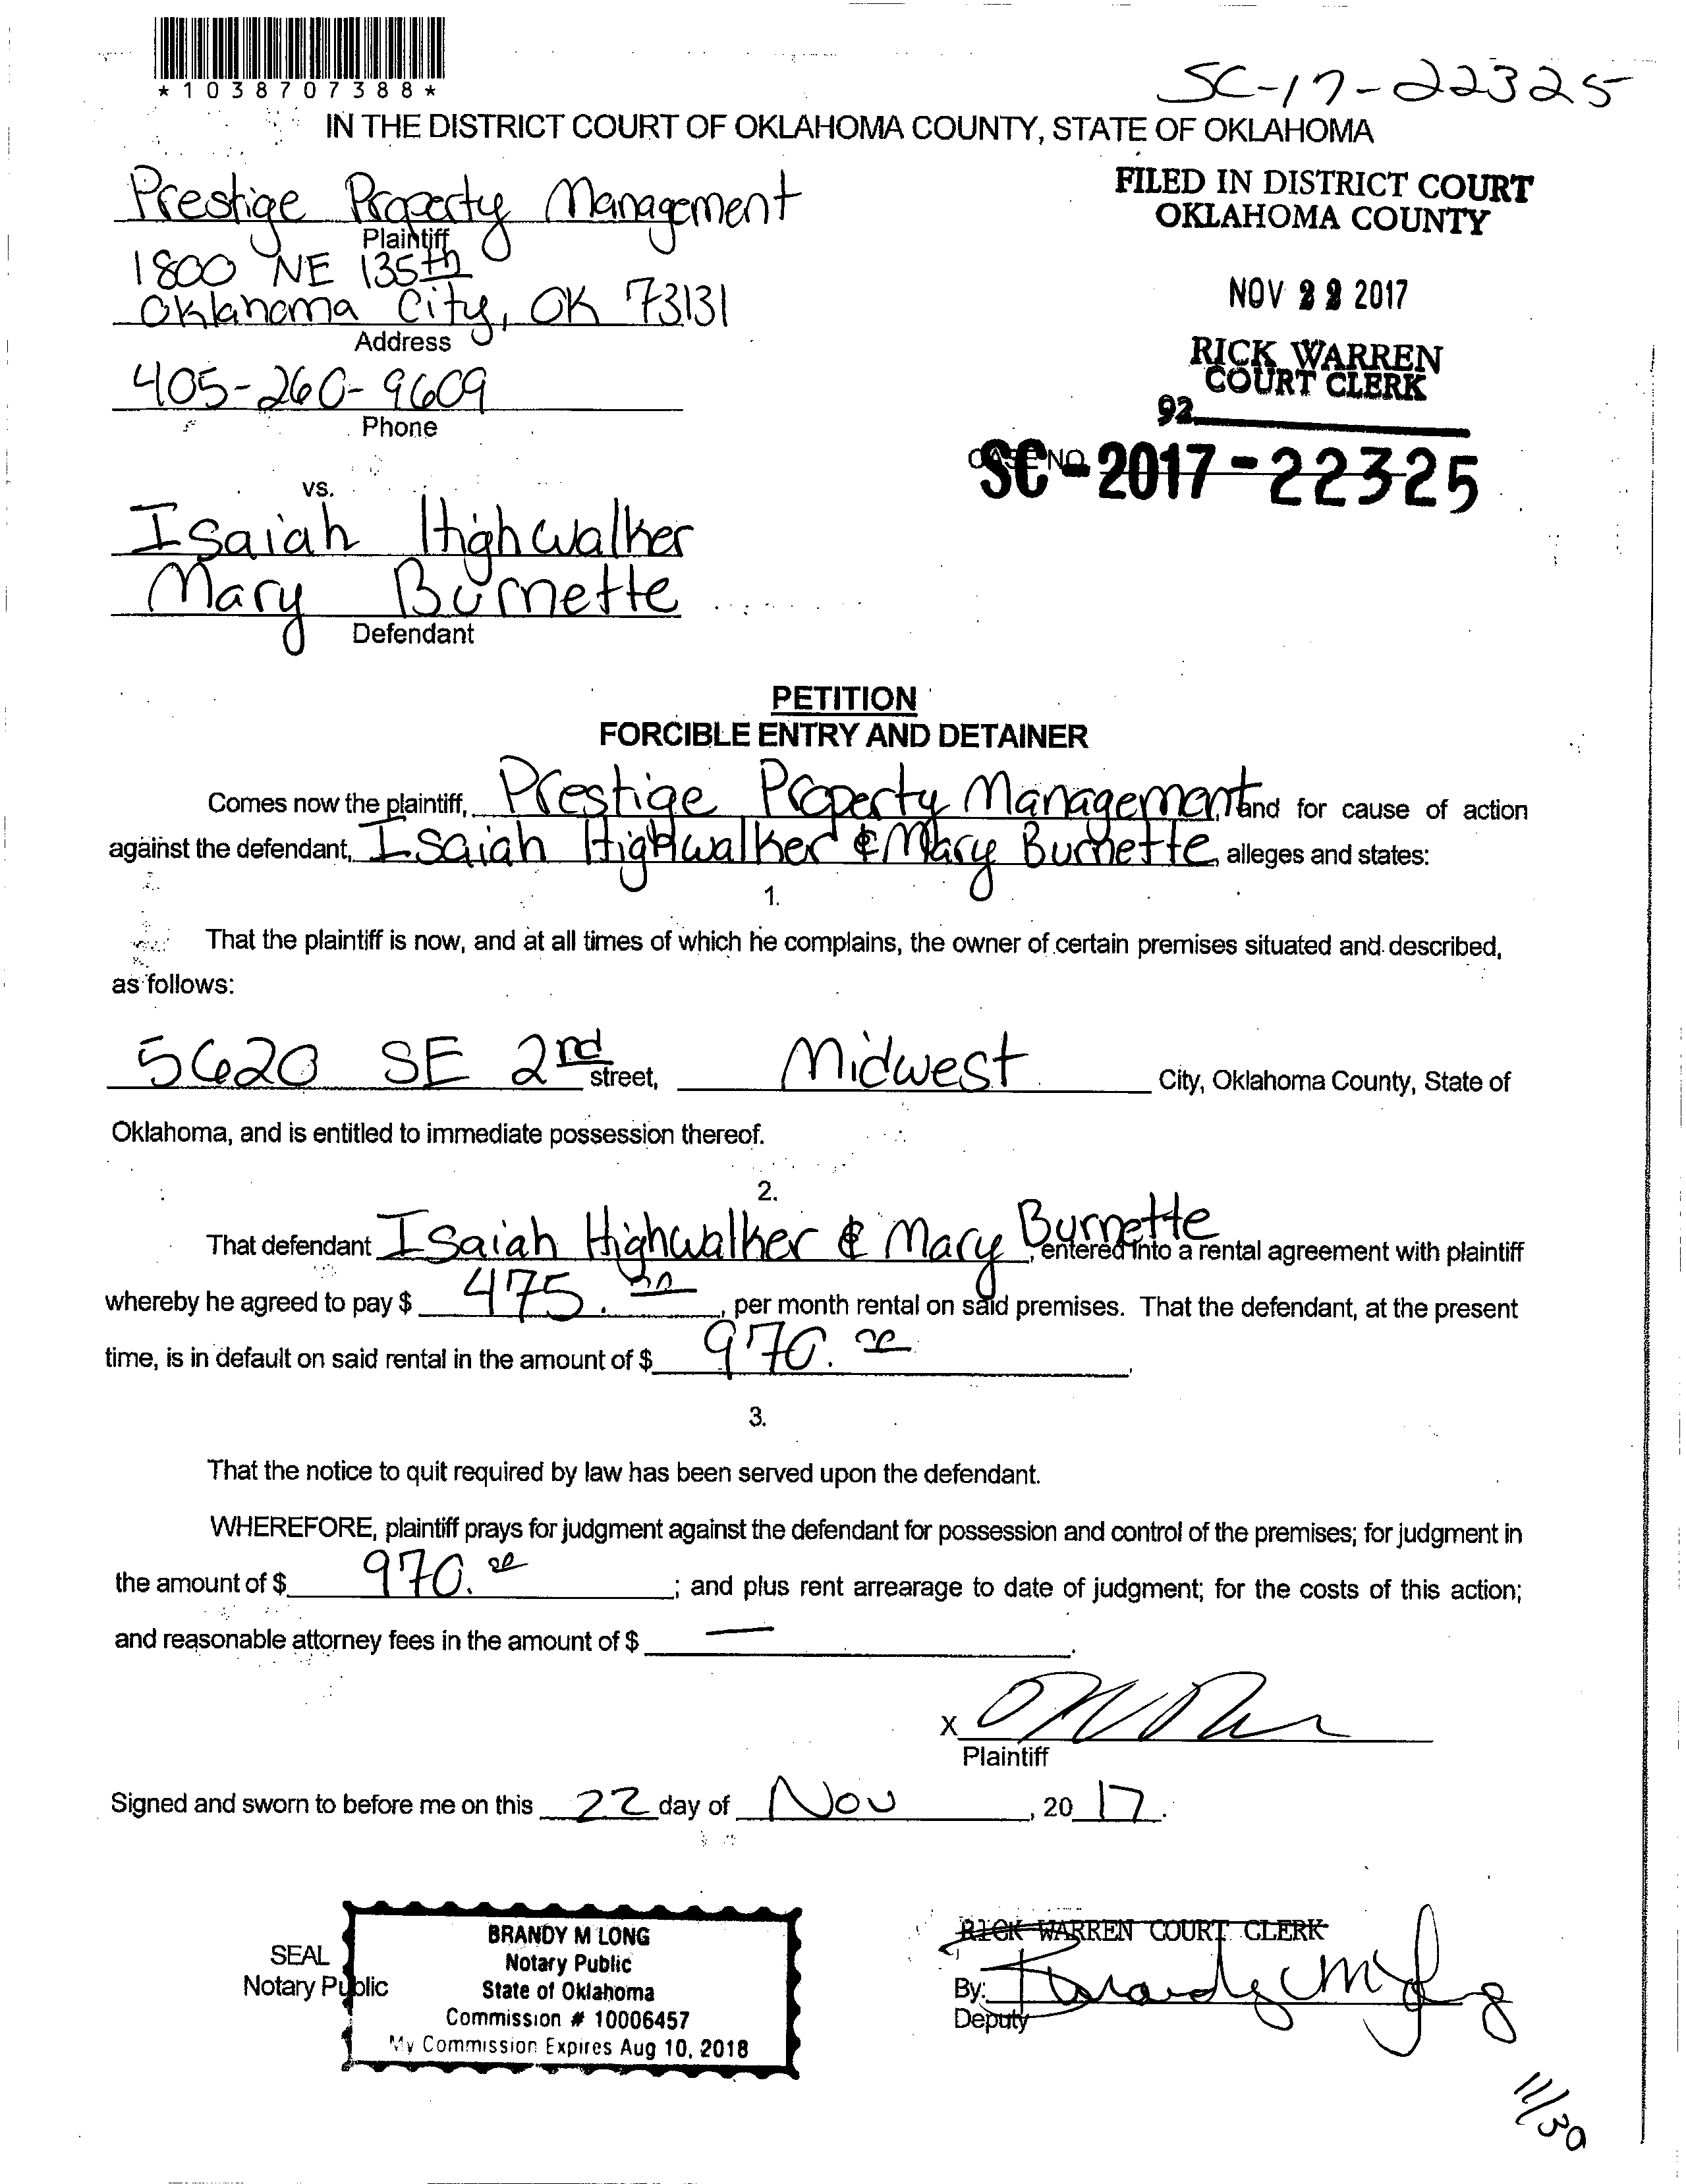 *1038707388*
SC-17-22325
IN THE DISTRICT COURT OF OKLAHOMA COUNTY, STATE OF OKLAHOMA
Prestige Property Management
Plaintiff
1800 NE 135th
Oklahoma City, OK 73131
Address
405-260-9609
Phone
FILED IN DISTRICT COURT
OKLAHOMA COUNTY
NOV 22 2017
RICK WARREN
COURT CLERK
92
CASE NO.
SC-2017-22325
vs.
Isaiah Highwalker
Mary Burnette
Defendant
PETITION
FORCIBLE ENTRY AND DETAINER
Comes now the plaintiff, Prestige Property Management, and for cause of action
against the defendant, Isaiah Highwalker & Mary Burnette, alleges and states:
1.
That the plaintiff is now, and at all times of which he complains, the owner of certain premises situated and described,
as follows:
5620 SE 2nd street, Midwest City, Oklahoma County, State of
Oklahoma, and is entitled to immediate possession thereof.
2.
That defendant Isaiah Highwalker & Mary Burnette, entered into a rental agreement with plaintiff
whereby he agreed to pay $ 475.00, per month rental on said premises. That the defendant, at the present
time, is in default on said rental in the amount of $ 970.00.
3.
That the notice to quit required by law has been served upon the defendant.
WHEREFORE, plaintiff prays for judgment against the defendant for possession and control of the premises; for judgment in
the amount of $ 970.00; and plus rent arrearage to date of judgment; for the costs of this action;
and reasonable attorney fees in the amount of $ —.
X
Plaintiff
Signed and sworn to before me on this 22 day of Nov, 2017.
SEAL
Notary Public
BRANDY M LONG
Notary Public
State of Oklahoma
Commission # 10006457
My Commission Expires Aug 10, 2018
RICK WARREN COURT CLERK
By: Brandy M Long
Deputy
11/30